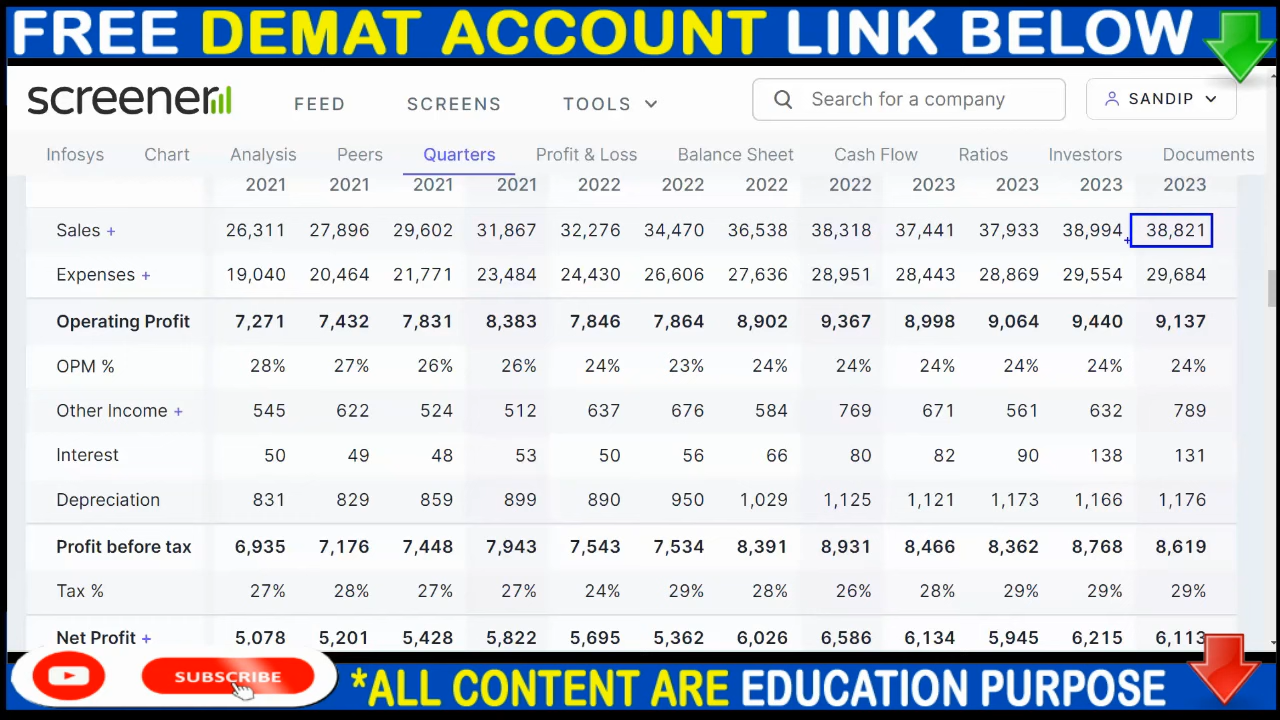 FREE DEMAT ACCOUNT LINK BELOW
screener FEED SCREENS TOOLS Search for a company SANDIP
Infosys Chart Analysis Peers Quarters Profit & Loss Balance Sheet Cash Flow Ratios Investors Documents
2021 2021 2021 2021 2022 2022 2022 2022 2023 2023 2023 2023
Sales + 26,311 27,896 29,602 31,867 32,276 34,470 36,538 38,318 37,441 37,933 38,994 38,821
Expenses + 19,040 20,464 21,771 23,484 24,430 26,606 27,636 28,951 28,443 28,869 29,554 29,684
Operating Profit 7,271 7,432 7,831 8,383 7,846 7,864 8,902 9,367 8,998 9,064 9,440 9,137
OPM % 28% 27% 26% 26% 24% 23% 24% 24% 24% 24% 24% 24%
Other Income + 545 622 524 512 637 676 584 769 671 561 632 789
Interest 50 49 48 53 50 56 66 80 82 90 138 131
Depreciation 831 829 859 899 890 950 1,029 1,125 1,121 1,173 1,166 1,176
Profit before tax 6,935 7,176 7,448 7,943 7,543 7,534 8,391 8,931 8,466 8,362 8,768 8,619
Tax % 27% 28% 27% 27% 24% 29% 28% 26% 28% 29% 29% 29%
Net Profit + 5,078 5,201 5,428 5,822 5,695 5,362 6,026 6,586 6,134 5,945 6,215 6,113
SUBSCRIBE
*ALL CONTENT ARE EDUCATION PURPOSE